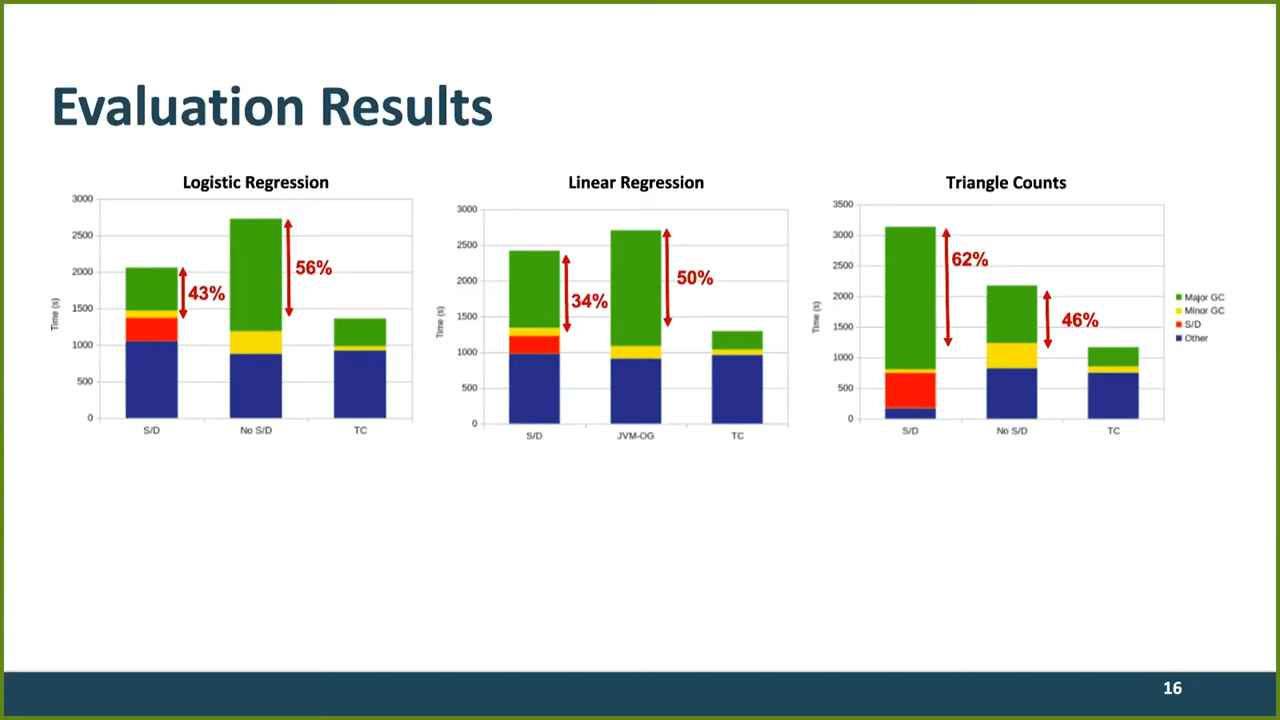 Evaluation Results
Logistic Regression
3000
2500
2000
1500
1000
500
0
Time (s)
43%
56%
S/D
No S/D
TC
Linear Regression
3000
2500
2000
1500
1000
500
0
Time (s)
34%
50%
S/D
JVM-OG
TC
Triangle Counts
3500
3000
2500
2000
1500
1000
500
0
Time (s)
62%
46%
S/D
No S/D
TC
Major GC
Minor GC
S/D
Other
16